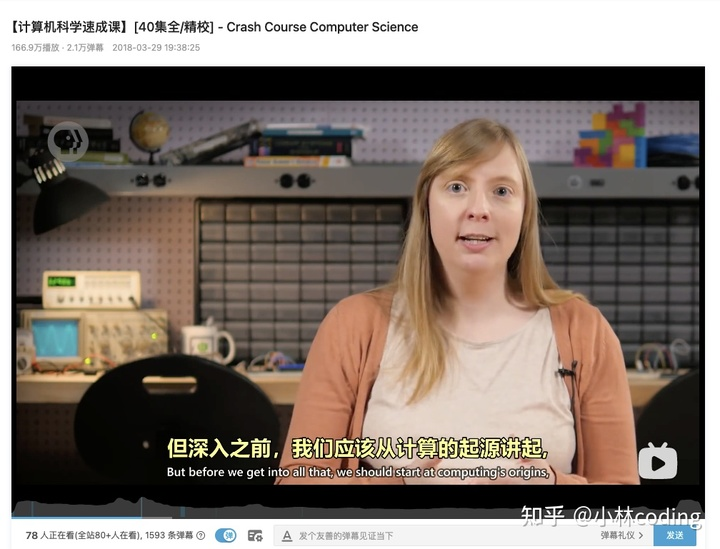 【计算机科学速成课】[40集全/精校] - Crash Course Computer Science
166.9万播放 · 2.1万弹幕 2018-03-29 19:38:25
但深入之前，我们应该从计算的起源讲起,
But before we get into all that, we should start at computing's origins,
知乎 @小林coding
78 人正在看(全站80+人在看), 1593 条弹幕
弹
A 发个友善的弹幕见证当下
弹幕礼仪 >
发送